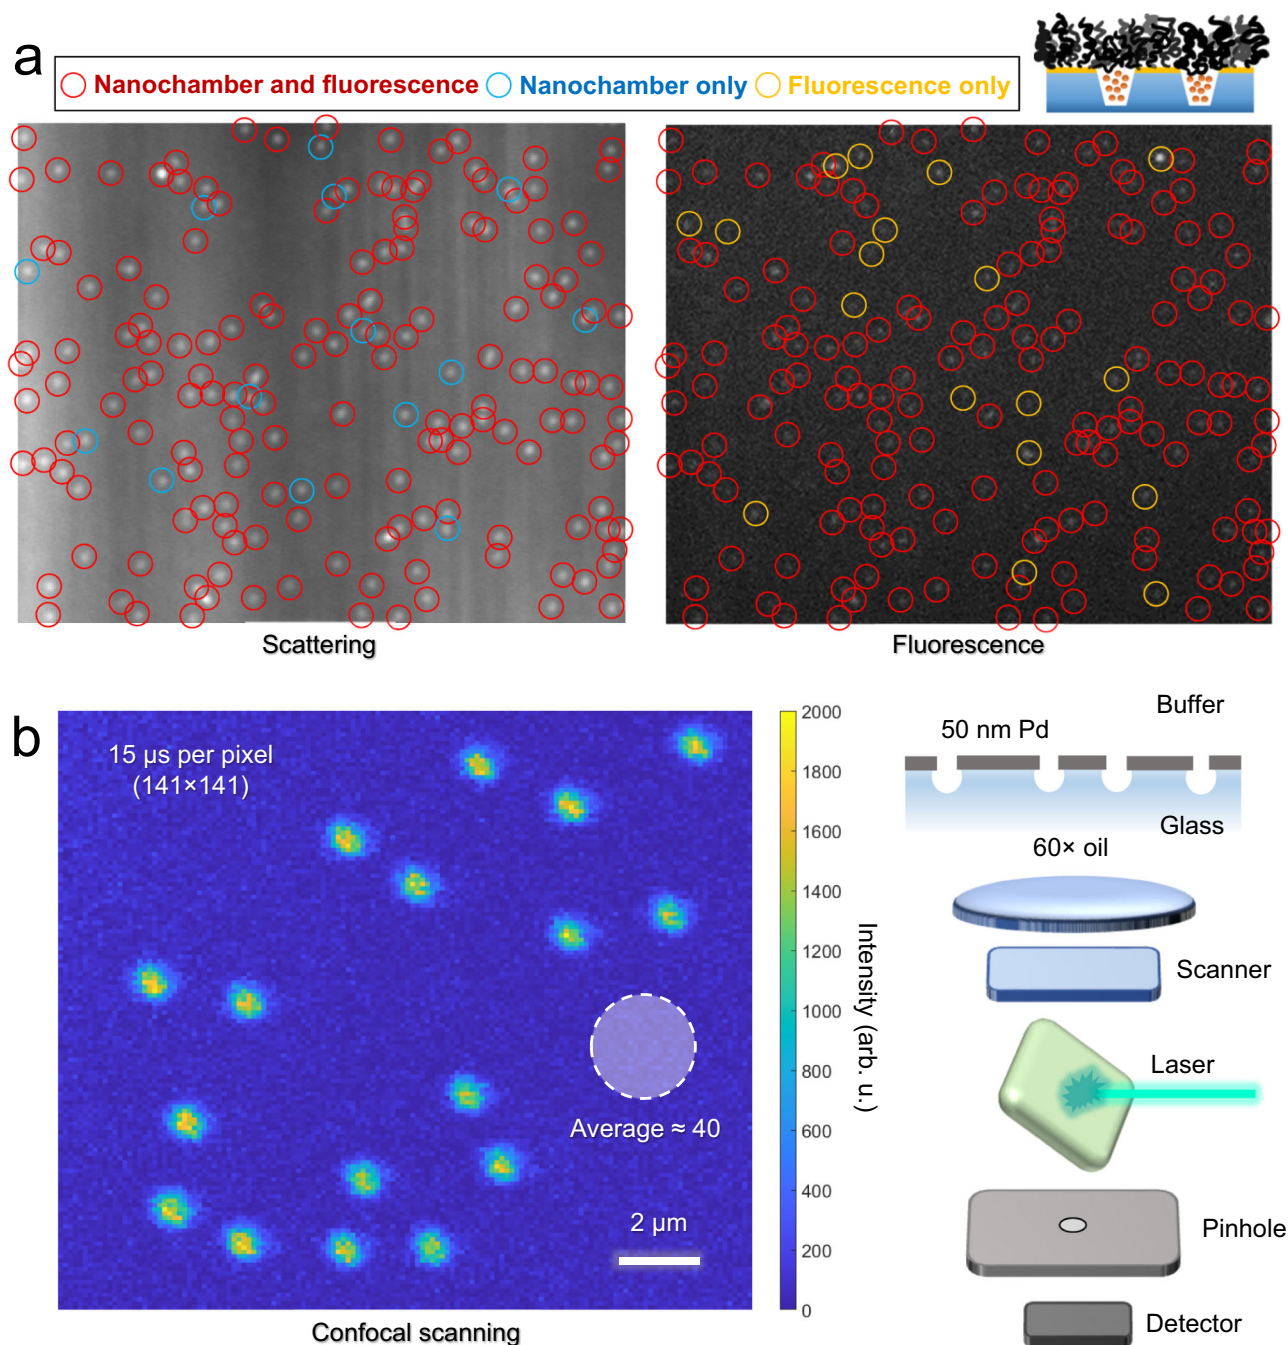 a
Nanochamber and fluorescence Nanochamber only Fluorescence only
Scattering
Fluorescence
b
15 µs per pixel
(141×141)
Average ≈ 40
2 µm
Confocal scanning
2000
1800
1600
1400
1200
1000
800
600
400
200
0
Intensity (arb. u.)
Buffer
50 nm Pd
Glass
60× oil
Scanner
Laser
Pinhole
Detector